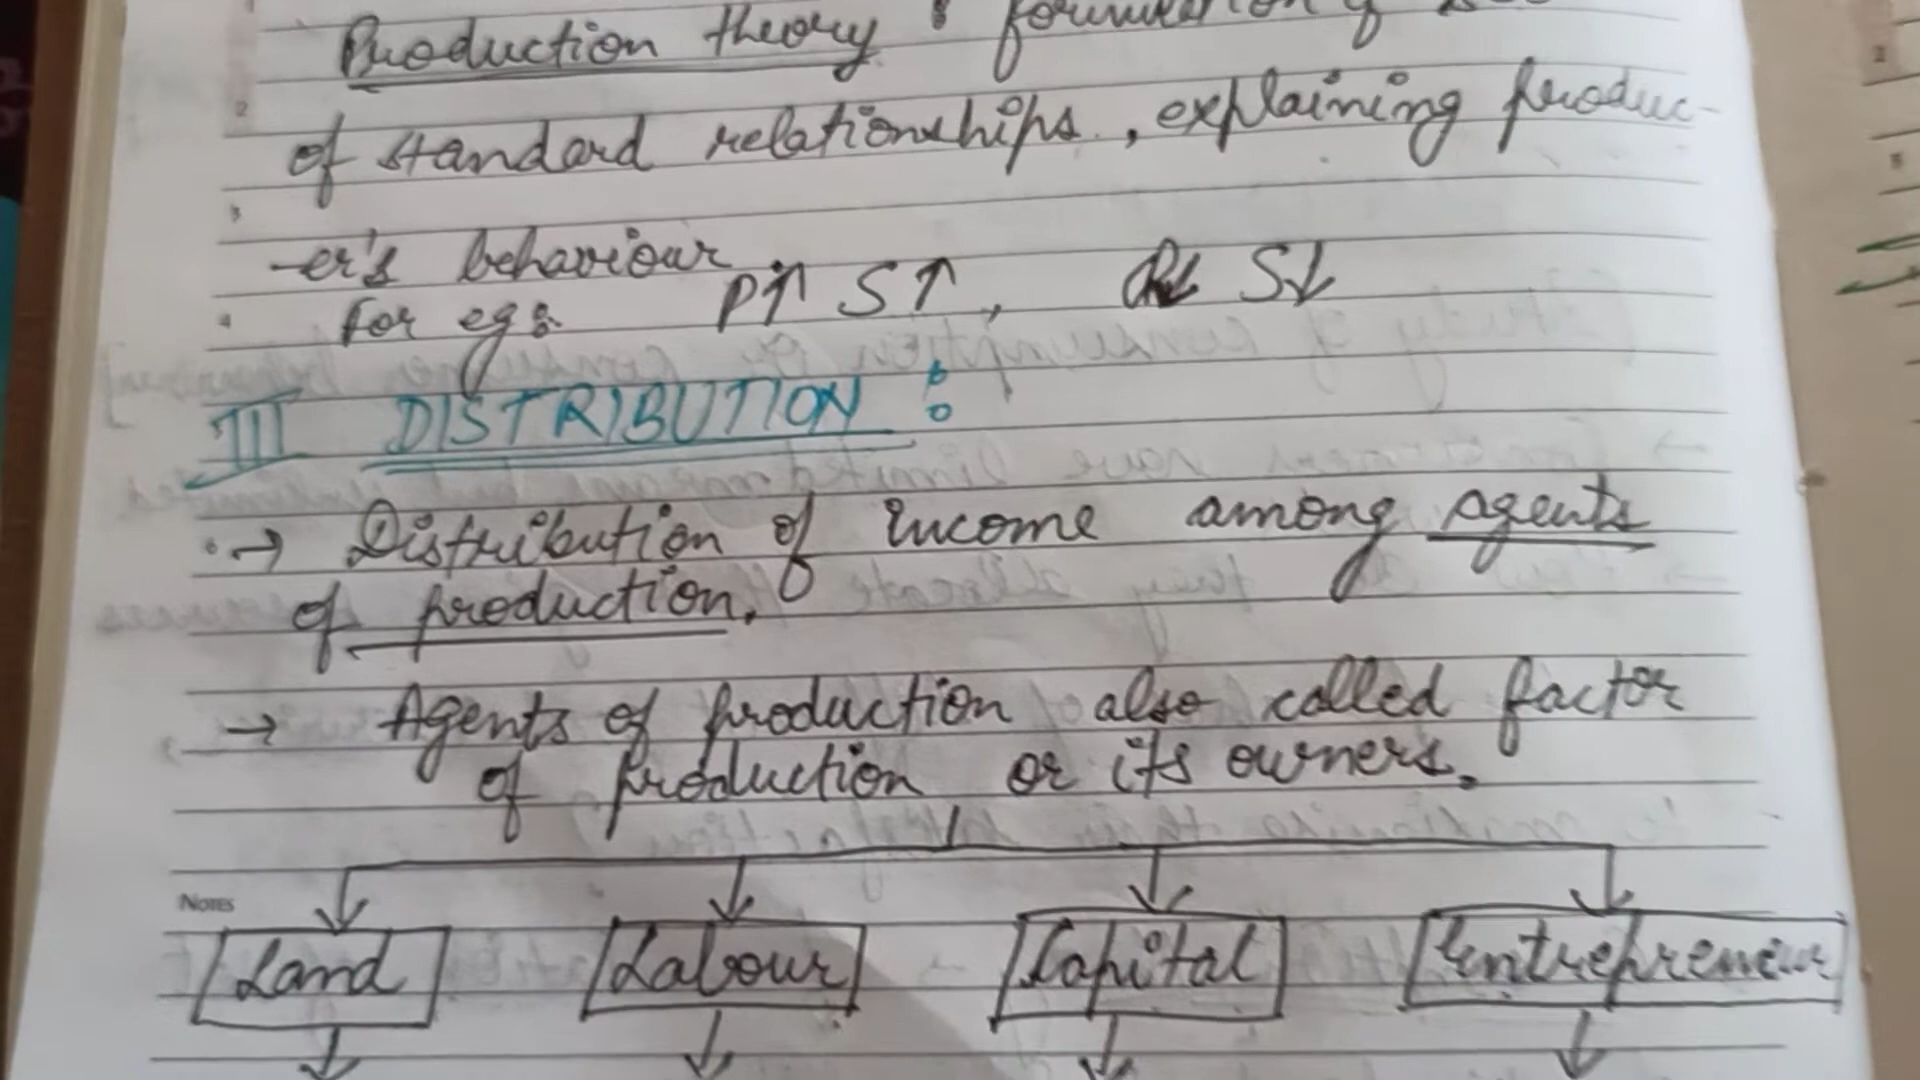 Production theory : formulation of
of standard relationships, explaining produc-
-er's behaviour
for eg: P↑ S↑, P↓ S↓
III DISTRIBUTION :
→ Distribution of income among agents
of production.
→ Agents of production also called factor
of production or its owners.
NOTES
Land Labour Capital Entrepreneur